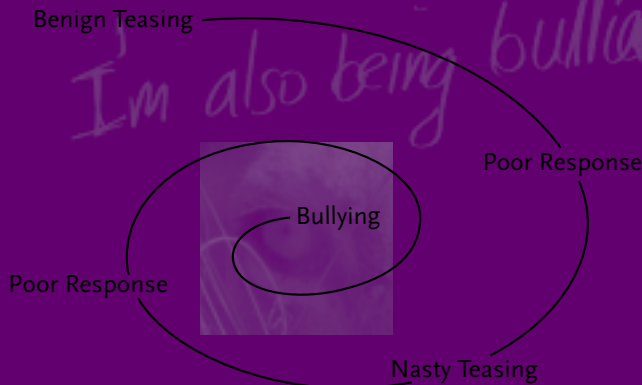 Benign Teasing
I'm also being
Poor Response
Bullying
Poor Response
Nasty Teasing